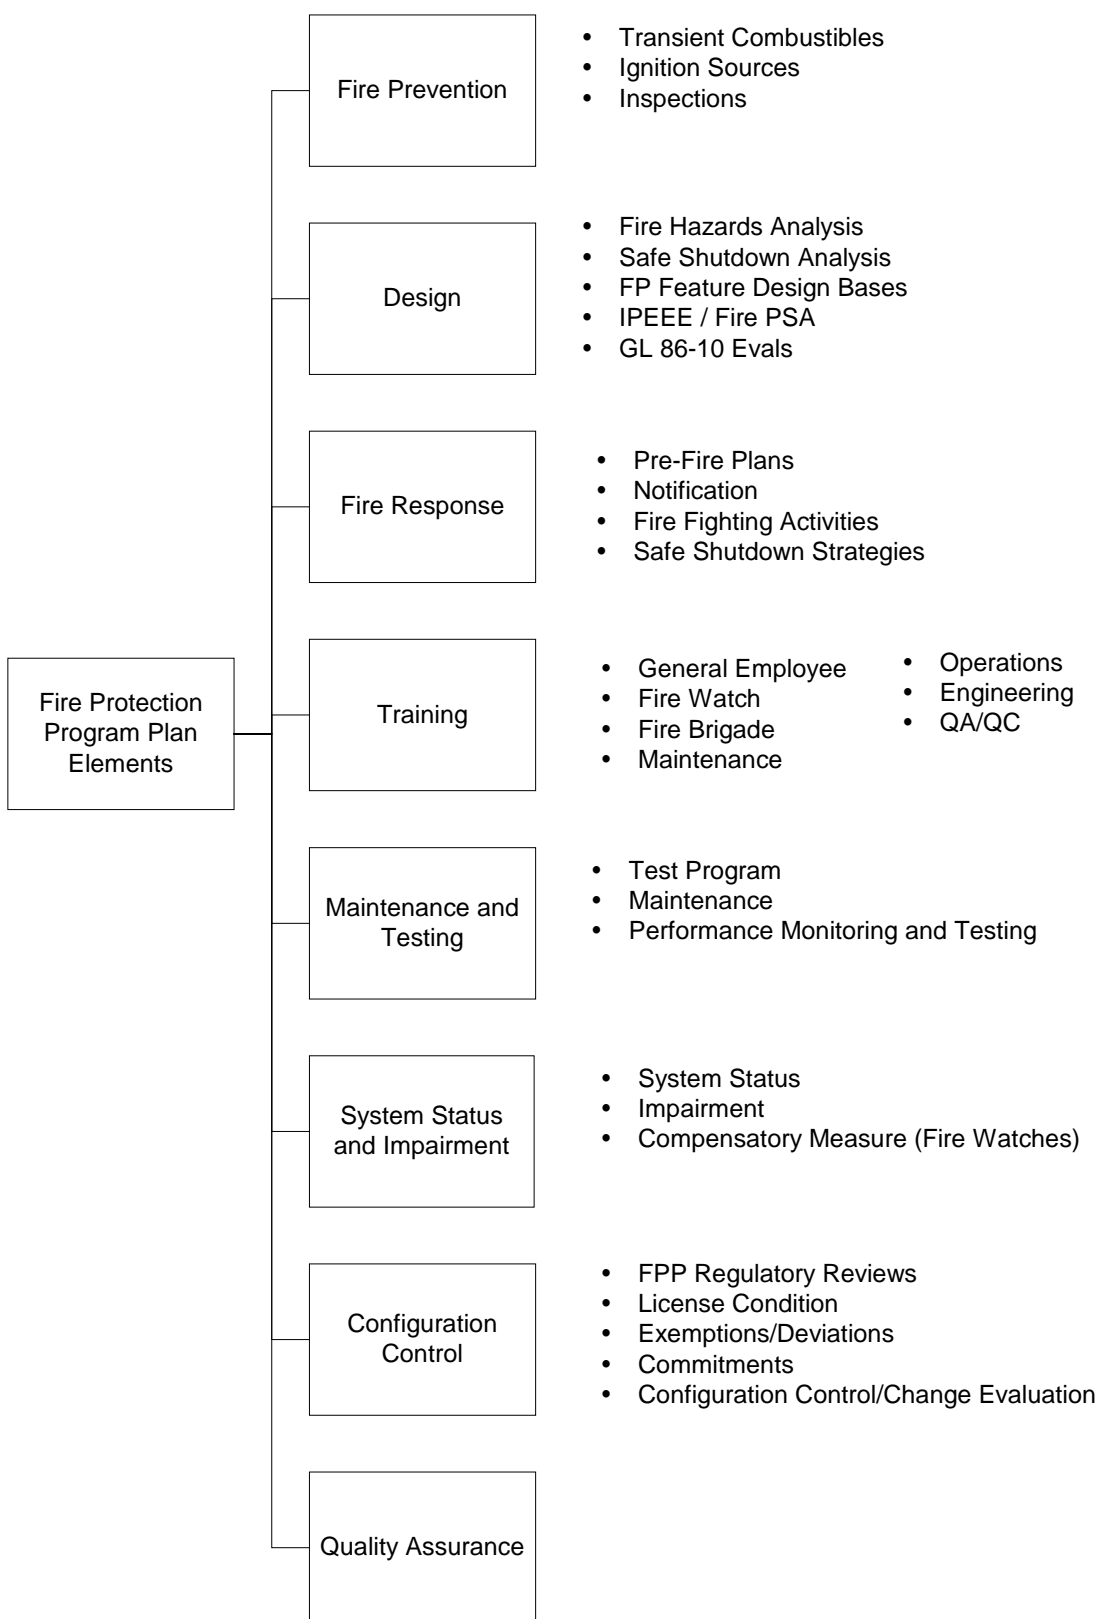 Fire Protection
Program Plan
Elements
Fire Prevention
• Transient Combustibles
• Ignition Sources
• Inspections
Design
• Fire Hazards Analysis
• Safe Shutdown Analysis
• FP Feature Design Bases
• IPEEE / Fire PSA
• GL 86-10 Evals
Fire Response
• Pre-Fire Plans
• Notification
• Fire Fighting Activities
• Safe Shutdown Strategies
Training
• General Employee
• Fire Watch
• Fire Brigade
• Maintenance
• Operations
• Engineering
• QA/QC
Maintenance and
Testing
• Test Program
• Maintenance
• Performance Monitoring and Testing
System Status
and Impairment
• System Status
• Impairment
• Compensatory Measure (Fire Watches)
Configuration
Control
• FPP Regulatory Reviews
• License Condition
• Exemptions/Deviations
• Commitments
• Configuration Control/Change Evaluation
Quality Assurance